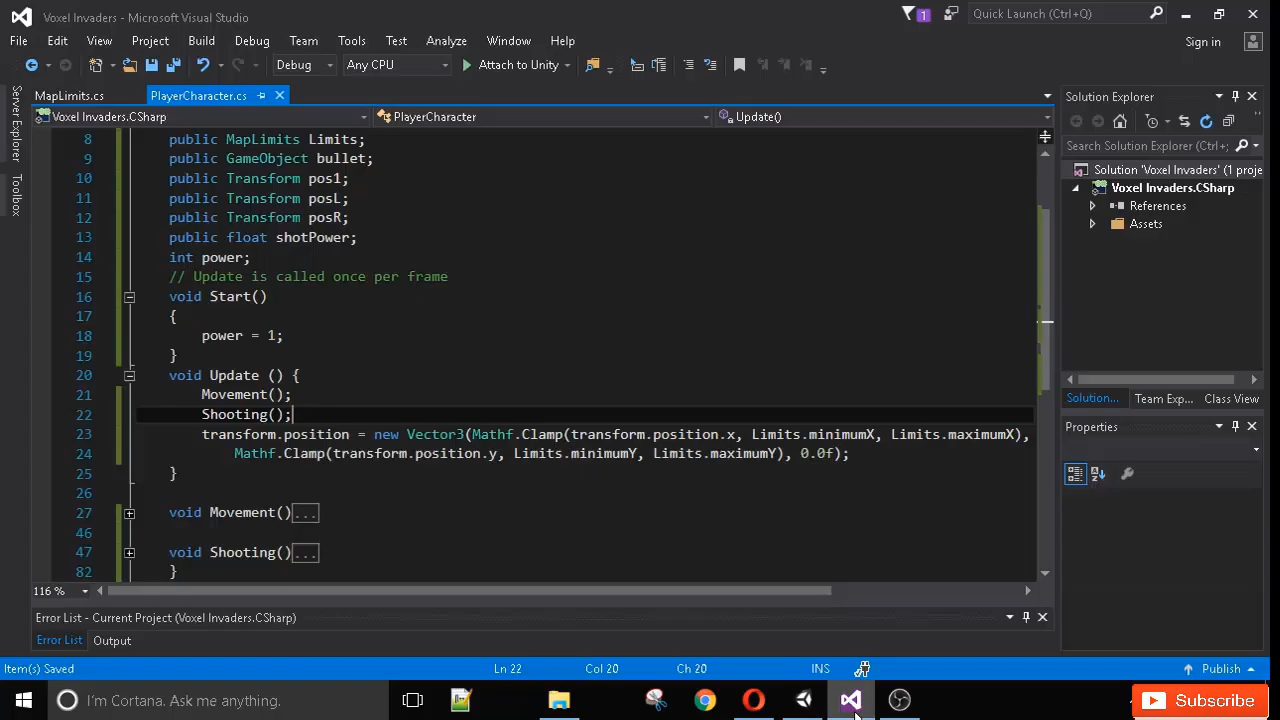 Voxel Invaders - Microsoft Visual Studio
1
Quick Launch (Ctrl+Q)
File Edit View Project Build Debug Team Tools Test Analyze Window Help
Sign in
Debug Any CPU Attach to Unity
Server Explorer
Toolbox
MapLimits.cs PlayerCharacter.cs
Voxel Invaders.CSharp PlayerCharacter Update()
8 public MapLimits Limits;
9 public GameObject bullet;
10 public Transform pos1;
11 public Transform posL;
12 public Transform posR;
13 public float shotPower;
14 int power;
15 // Update is called once per frame
16 void Start()
17 {
18 power = 1;
19 }
20 void Update () {
21 Movement();
22 Shooting();
23 transform.position = new Vector3(Mathf.Clamp(transform.position.x, Limits.minimumX, Limits.maximumX),
24 Mathf.Clamp(transform.position.y, Limits.minimumY, Limits.maximumY), 0.0f);
25 }
26
27 void Movement()...
46
47 void Shooting()...
82 }
116 %
Solution Explorer
Search Solution Explorer (Ctrl+;
Solution 'Voxel Invaders' (1 proje
Voxel Invaders.CSharp
References
Assets
Solution... Team Exp... Class View
Properties
Error List - Current Project (Voxel Invaders.CSharp)
Error List Output
Item(s) Saved Ln 22 Col 20 Ch 20 INS Publish
I'm Cortana. Ask me anything.
Subscribe